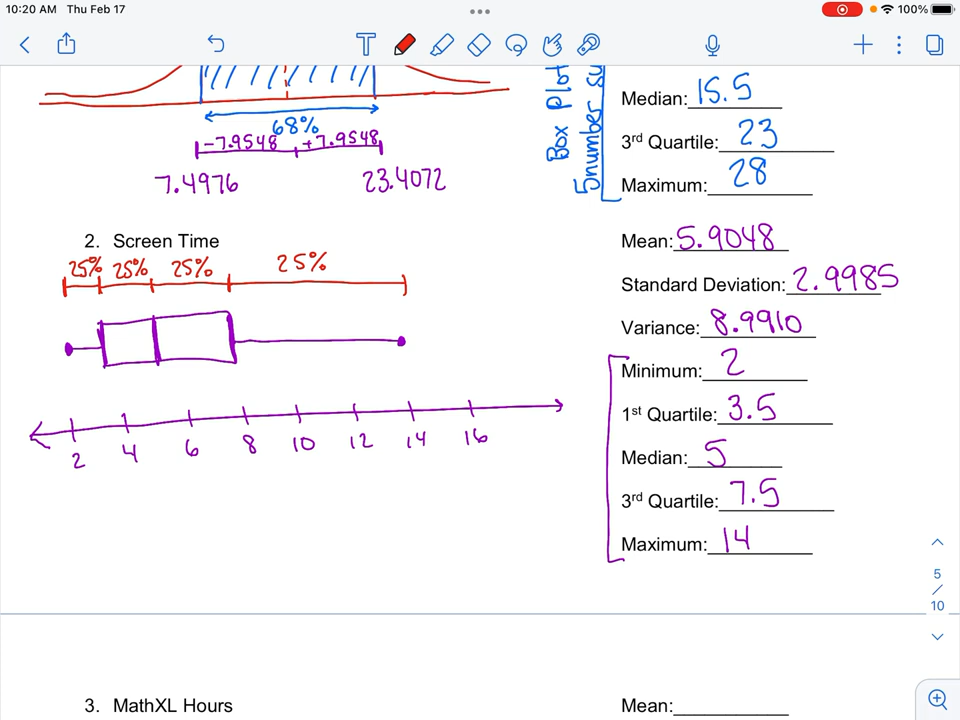 10:20 AM Thu Feb 17
100%
T
Box Plot
5number su
68%
-7.9548 +7.9548
7.4976 23.4072
Median: 15.5
3rd Quartile: 23
Maximum: 28
2. Screen Time
25% 25% 25% 25%
2 4 6 8 10 12 14 16
Mean: 5.9048
Standard Deviation: 2.9985
Variance: 8.9910
Minimum: 2
1st Quartile: 3.5
Median: 5
3rd Quartile: 7.5
Maximum: 14
5
/
10
3. MathXL Hours
Mean: